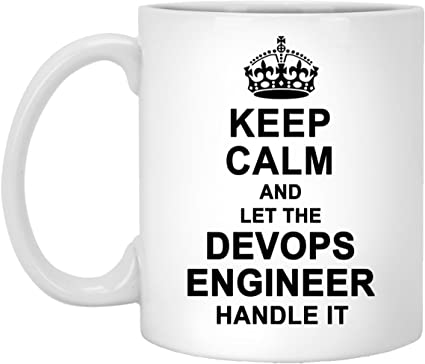 KEEP
CALM
AND
LET THE
DEVOPS
ENGINEER
HANDLE IT